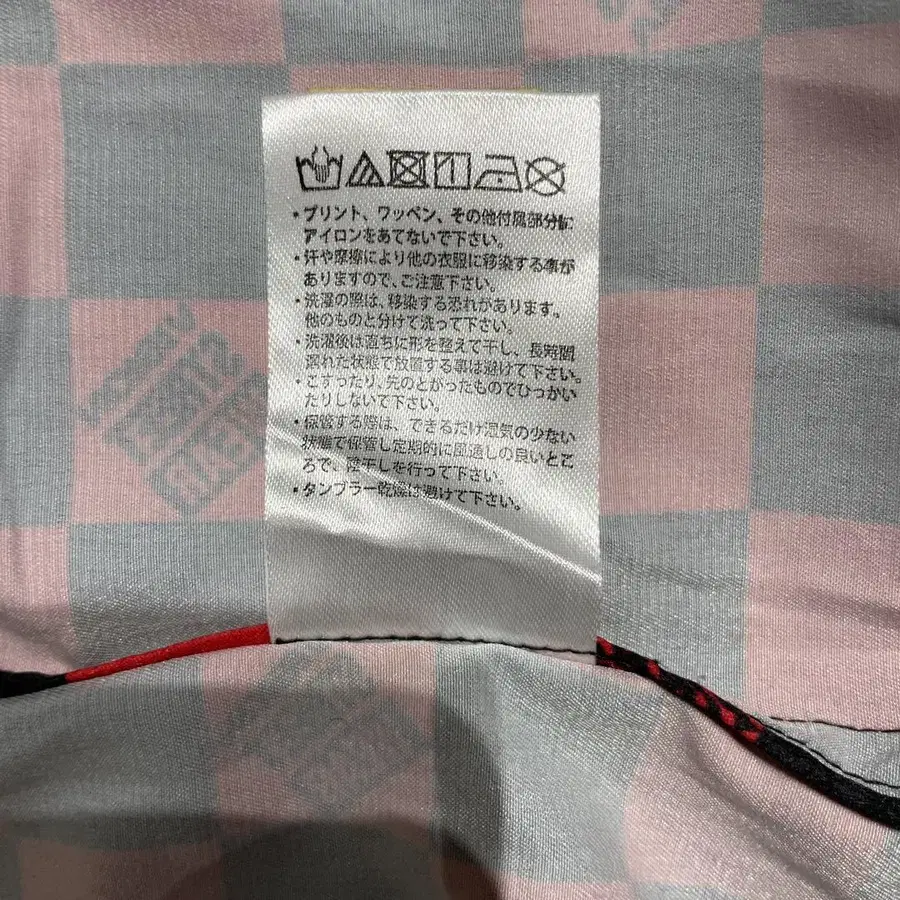 ・プリント、ワッペン、その他付属部分に
アイロンをあてないで下さい。
・汗や摩擦により他の衣服に移染する事が
ありますので、ご注意下さい。
・洗濯の際は、移染する恐れがあります。
他のものと分けて洗って下さい。
・洗濯後は直ちに形を整えて干し、長時間
濡れた状態で放置する事は避けて下さい。
・こすったり、先のとがったものでひっかい
たりしないで下さい。
・保管する際は、できるだけ湿気の少ない
状態で保管し定期的に風通しの良いとこ
ろで、陰干しを行って下さい。
・タンブラー乾燥は避けて下さい。